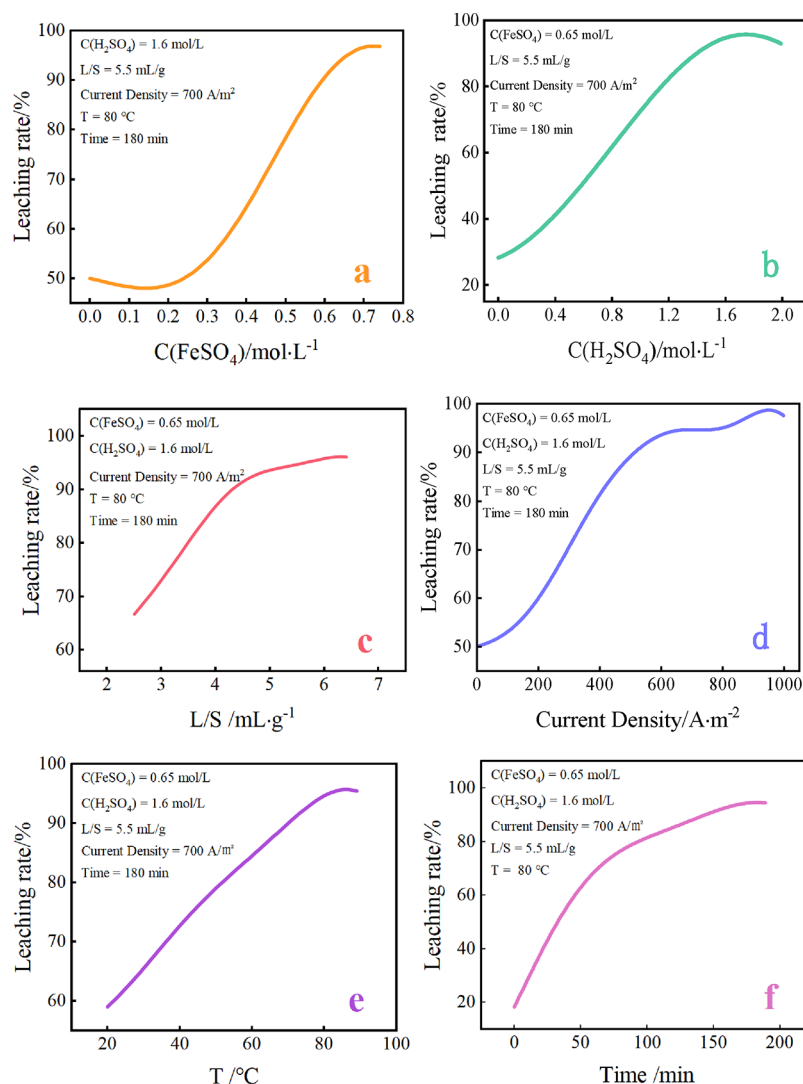 C(H₂SO₄) = 1.6 mol/L
L/S = 5.5 mL/g
Current Density = 700 A/m²
T = 80 °C
Time = 180 min
100
90
80
70
60
50
Leaching rate/%
a
0.0 0.1 0.2 0.3 0.4 0.5 0.6 0.7 0.8
C(FeSO₄)/mol·L⁻¹
C(FeSO₄) = 0.65 mol/L
L/S = 5.5 mL/g
Current Density = 700 A/m²
T = 80 °C
Time = 180 min
100
80
60
40
20
Leaching rate/%
b
0.0 0.4 0.8 1.2 1.6 2.0
C(H₂SO₄)/mol·L⁻¹
C(FeSO₄) = 0.65 mol/L
C(H₂SO₄) = 1.6 mol/L
Current Density = 700 A/m²
T = 80 °C
Time = 180 min
100
90
80
70
60
Leaching rate/%
c
2 3 4 5 6 7
L/S /mL·g⁻¹
C(FeSO₄) = 0.65 mol/L
C(H₂SO₄) = 1.6 mol/L
L/S = 5.5 mL/g
T = 80 °C
Time = 180 min
100
90
80
70
60
50
Leaching rate/%
d
0 200 400 600 800 1000
Current Density/A·m⁻²
C(FeSO₄) = 0.65 mol/L
C(H₂SO₄) = 1.6 mol/L
L/S = 5.5 mL/g
Current Density = 700 A/m²
Time = 180 min
100
90
80
70
60
Leaching rate/%
e
20 40 60 80 100
T /°C
C(FeSO₄) = 0.65 mol/L
C(H₂SO₄) = 1.6 mol/L
Current Density = 700 A/m²
L/S = 5.5 mL/g
T = 80 °C
100
80
60
40
20
Leaching rate/%
f
0 50 100 150 200
Time /min